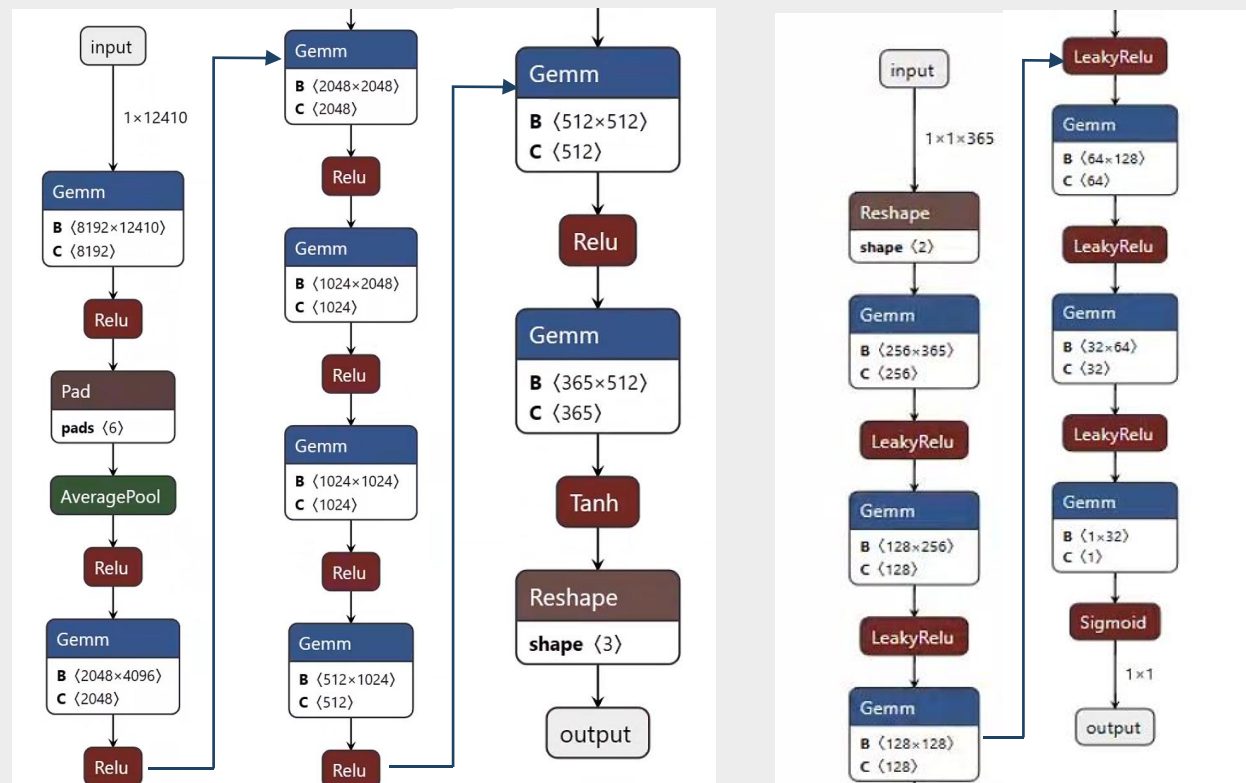 input
1×12410
Gemm
B ⟨8192×12410⟩
C ⟨8192⟩
Relu
Pad
pads ⟨6⟩
AveragePool
Relu
Gemm
B ⟨2048×4096⟩
C ⟨2048⟩
Relu
Gemm
B ⟨2048×2048⟩
C ⟨2048⟩
Relu
Gemm
B ⟨1024×2048⟩
C ⟨1024⟩
Relu
Gemm
B ⟨1024×1024⟩
C ⟨1024⟩
Relu
Gemm
B ⟨512×1024⟩
C ⟨512⟩
Relu
Gemm
B ⟨512×512⟩
C ⟨512⟩
Relu
Gemm
B ⟨365×512⟩
C ⟨365⟩
Tanh
Reshape
shape ⟨3⟩
output
input
1×1×365
Reshape
shape ⟨2⟩
Gemm
B ⟨256×365⟩
C ⟨256⟩
LeakyRelu
Gemm
B ⟨128×256⟩
C ⟨128⟩
LeakyRelu
Gemm
B ⟨128×128⟩
C ⟨128⟩
LeakyRelu
Gemm
B ⟨64×128⟩
C ⟨64⟩
LeakyRelu
Gemm
B ⟨32×64⟩
C ⟨32⟩
LeakyRelu
Gemm
B ⟨1×32⟩
C ⟨1⟩
Sigmoid
1×1
output